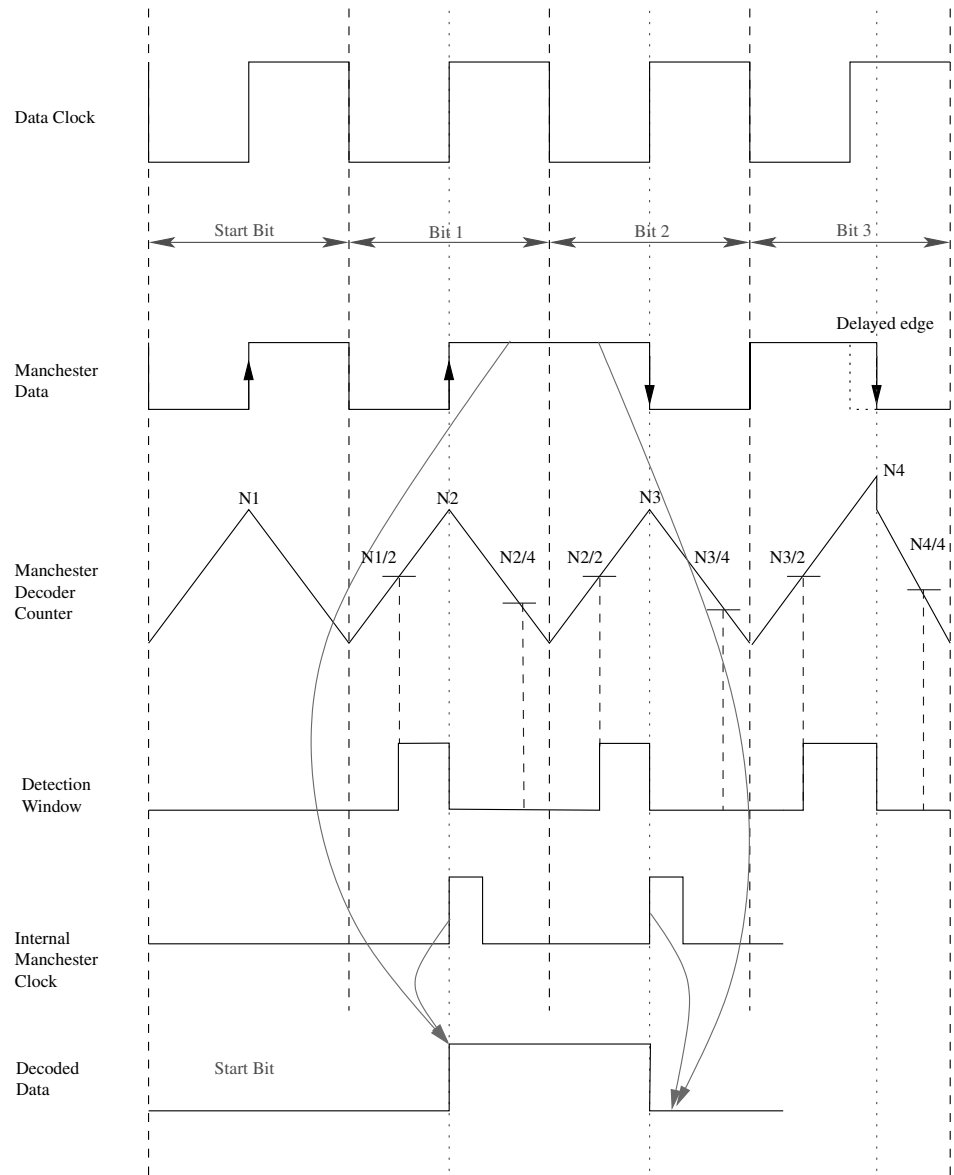 Data Clock
Start Bit
Bit 1
Bit 2
Bit 3
Delayed edge
Manchester
Data
N1
N2
N3
N4
N1/2
N2/4
N2/2
N3/4
N3/2
N4/4
Manchester
Decoder
Counter
Detection
Window
Internal
Manchester
Clock
Decoded
Data
Start Bit